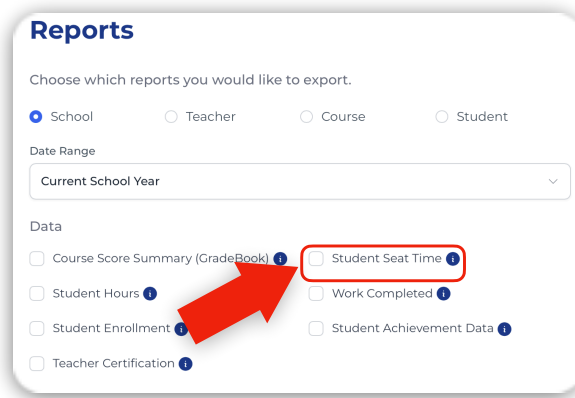 Reports
Choose which reports you would like to export.
School Teacher Course Student
Date Range
Current School Year
Data
Course Score Summary (GradeBook) i Student Seat Time i
Student Hours i Work Completed i
Student Enrollment i Student Achievement Data i
Teacher Certification i